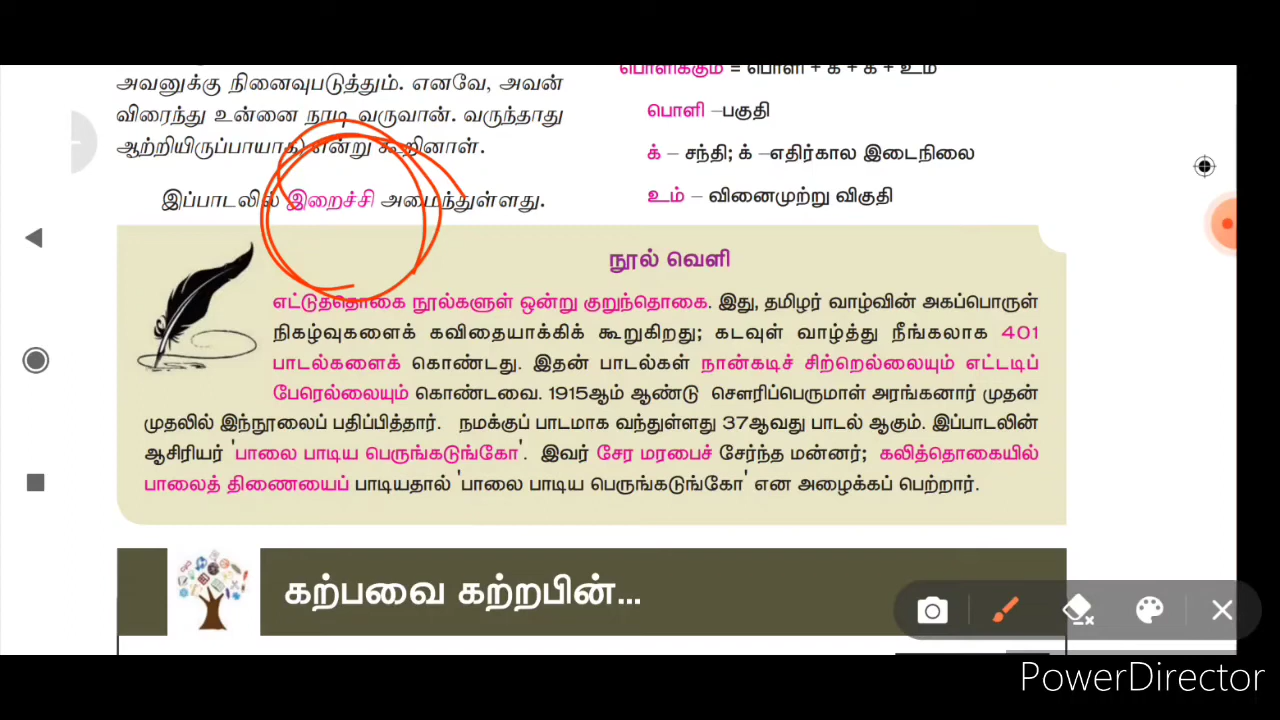 அவனுக்கு நினைவுபடுத்தும். எனவே, அவன்
விரைந்து உன்னை நாடி வருவான். வருந்தாது
ஆற்றியிருப்பாயாக) என்று கூறினாள்.
இப்பாடலில் இறைச்சி அமைந்துள்ளது.
பொளிக்கும் = பொளி + க் + க் + உம்
பொளி –பகுதி
க் – சந்தி; க் –எதிர்கால இடைநிலை
உம் – வினைமுற்று விகுதி
நூல் வெளி
எட்டுத்தொகை நூல்களுள் ஒன்று குறுந்தொகை. இது, தமிழர் வாழ்வின் அகப்பொருள்
நிகழ்வுகளைக் கவிதையாக்கிக் கூறுகிறது; கடவுள் வாழ்த்து நீங்கலாக 401
பாடல்களைக் கொண்டது. இதன் பாடல்கள் நான்கடிச் சிற்றெல்லையும் எட்டடிப்
பேரெல்லையும் கொண்டவை. 1915ஆம் ஆண்டு சௌரிப்பெருமாள் அரங்கனார் முதன்
முதலில் இந்நூலைப் பதிப்பித்தார். நமக்குப் பாடமாக வந்துள்ளது 37ஆவது பாடல் ஆகும். இப்பாடலின்
ஆசிரியர் 'பாலை பாடிய பெருங்கடுங்கோ'. இவர் சேர மரபைச் சேர்ந்த மன்னர்; கலித்தொகையில்
பாலைத் திணையைப் பாடியதால் 'பாலை பாடிய பெருங்கடுங்கோ' என அழைக்கப் பெற்றார்.
கற்பவை கற்றபின்...
PowerDirector